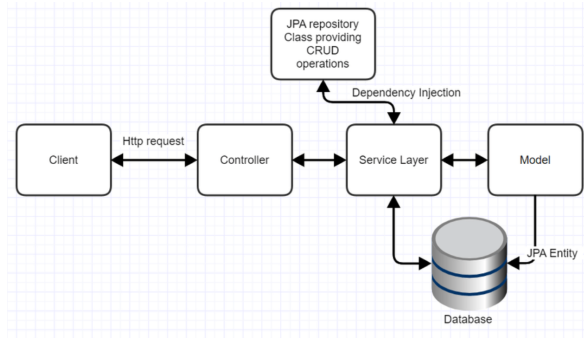 JPA repository
Class providing
CRUD
operations
Dependency Injection
Http request
Client
Controller
Service Layer
Model
JPA Entity
Database